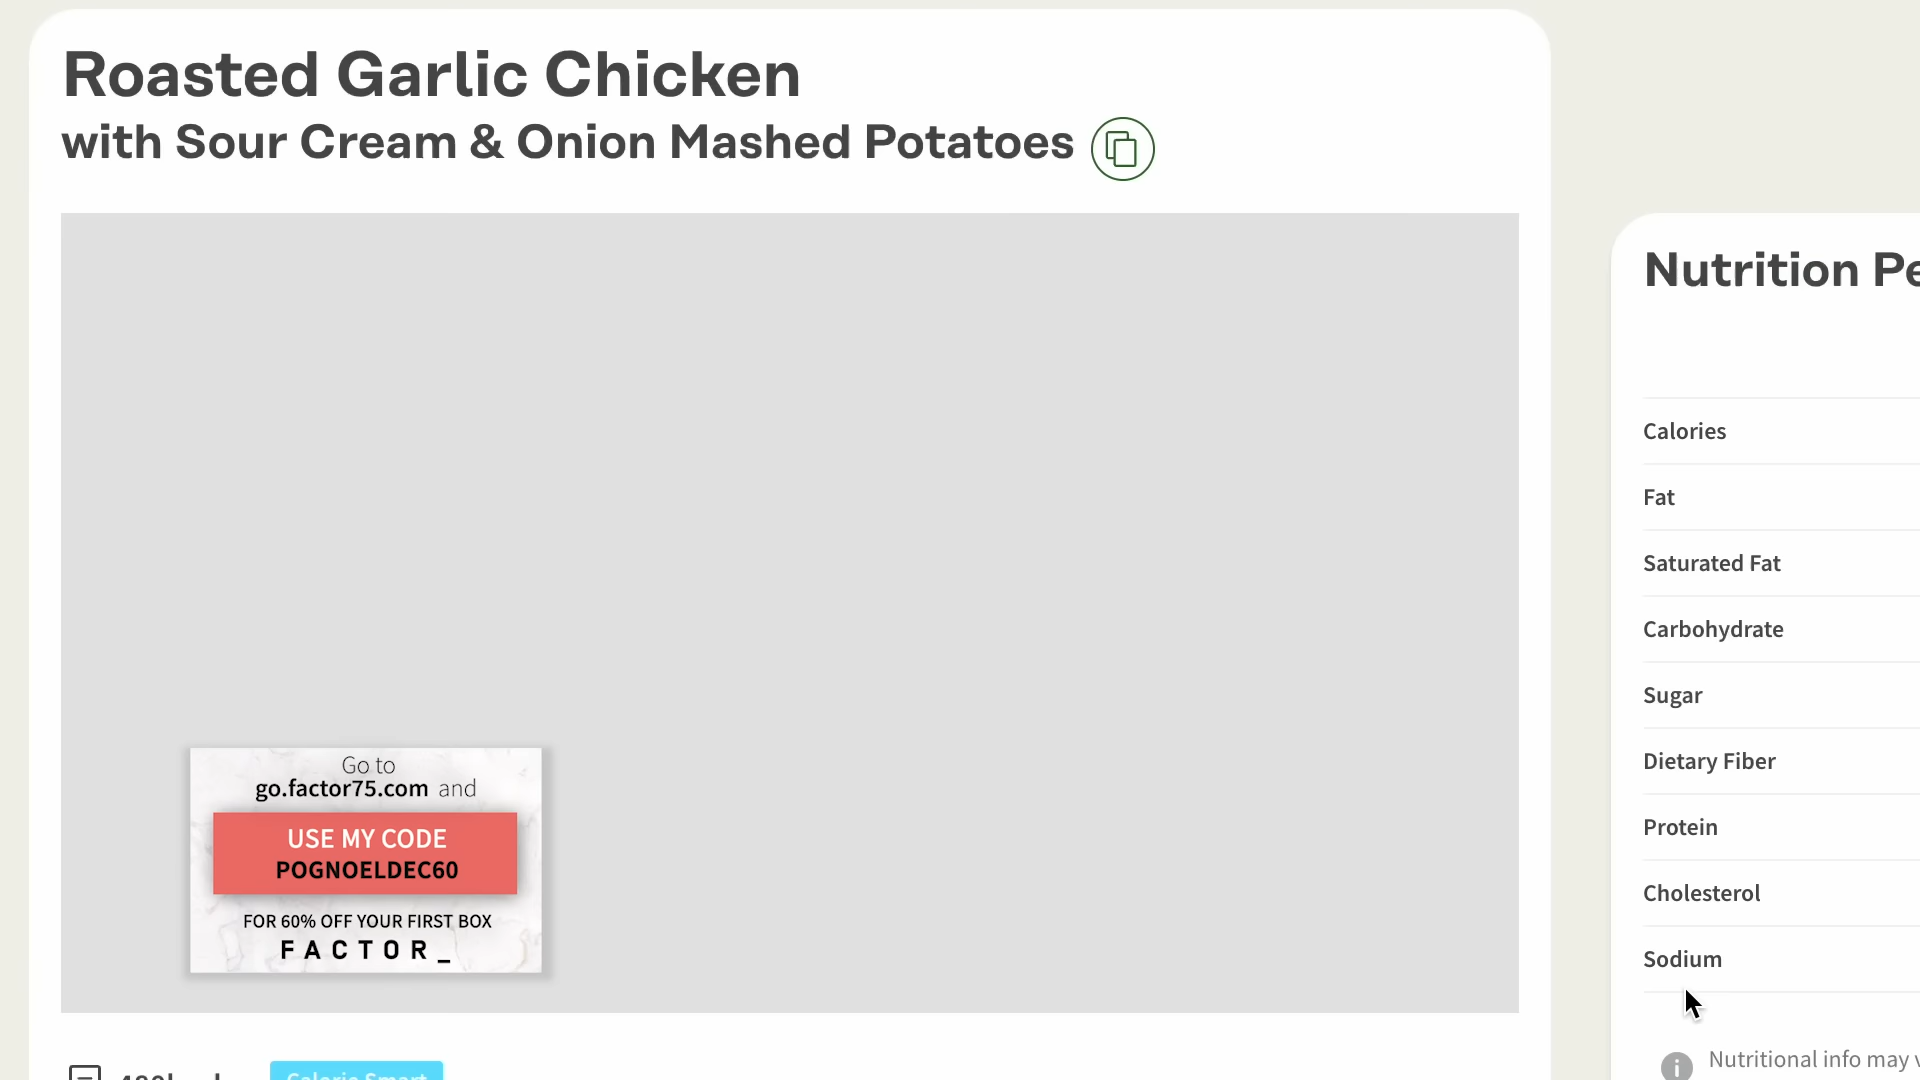 Roasted Garlic Chicken
with Sour Cream & Onion Mashed Potatoes
Go to
go.factor75.com and
USE MY CODE
POGNOELDEC60
FOR 60% OFF YOUR FIRST BOX
FACTOR_
Calorie Smart
Nutrition
Calories
Fat
Saturated Fat
Carbohydrate
Sugar
Dietary Fiber
Protein
Cholesterol
Sodium
Nutritional info may